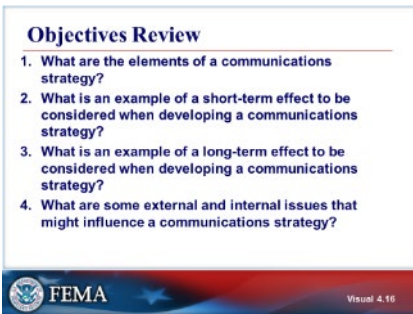 Objectives Review
1. What are the elements of a communications
strategy?
2. What is an example of a short-term effect to be
considered when developing a communications
strategy?
3. What is an example of a long-term effect to be
considered when developing a communications
strategy?
4. What are some external and internal issues that
might influence a communications strategy?
FEMA
Visual 4.16